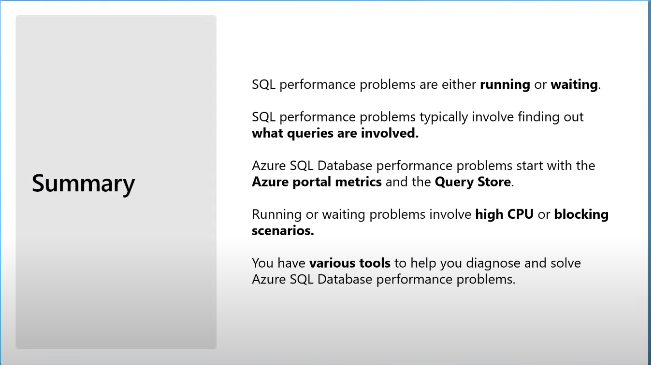 Summary
SQL performance problems are either running or waiting.
SQL performance problems typically involve finding out
what queries are involved.
Azure SQL Database performance problems start with the
Azure portal metrics and the Query Store.
Running or waiting problems involve high CPU or blocking
scenarios.
You have various tools to help you diagnose and solve
Azure SQL Database performance problems.